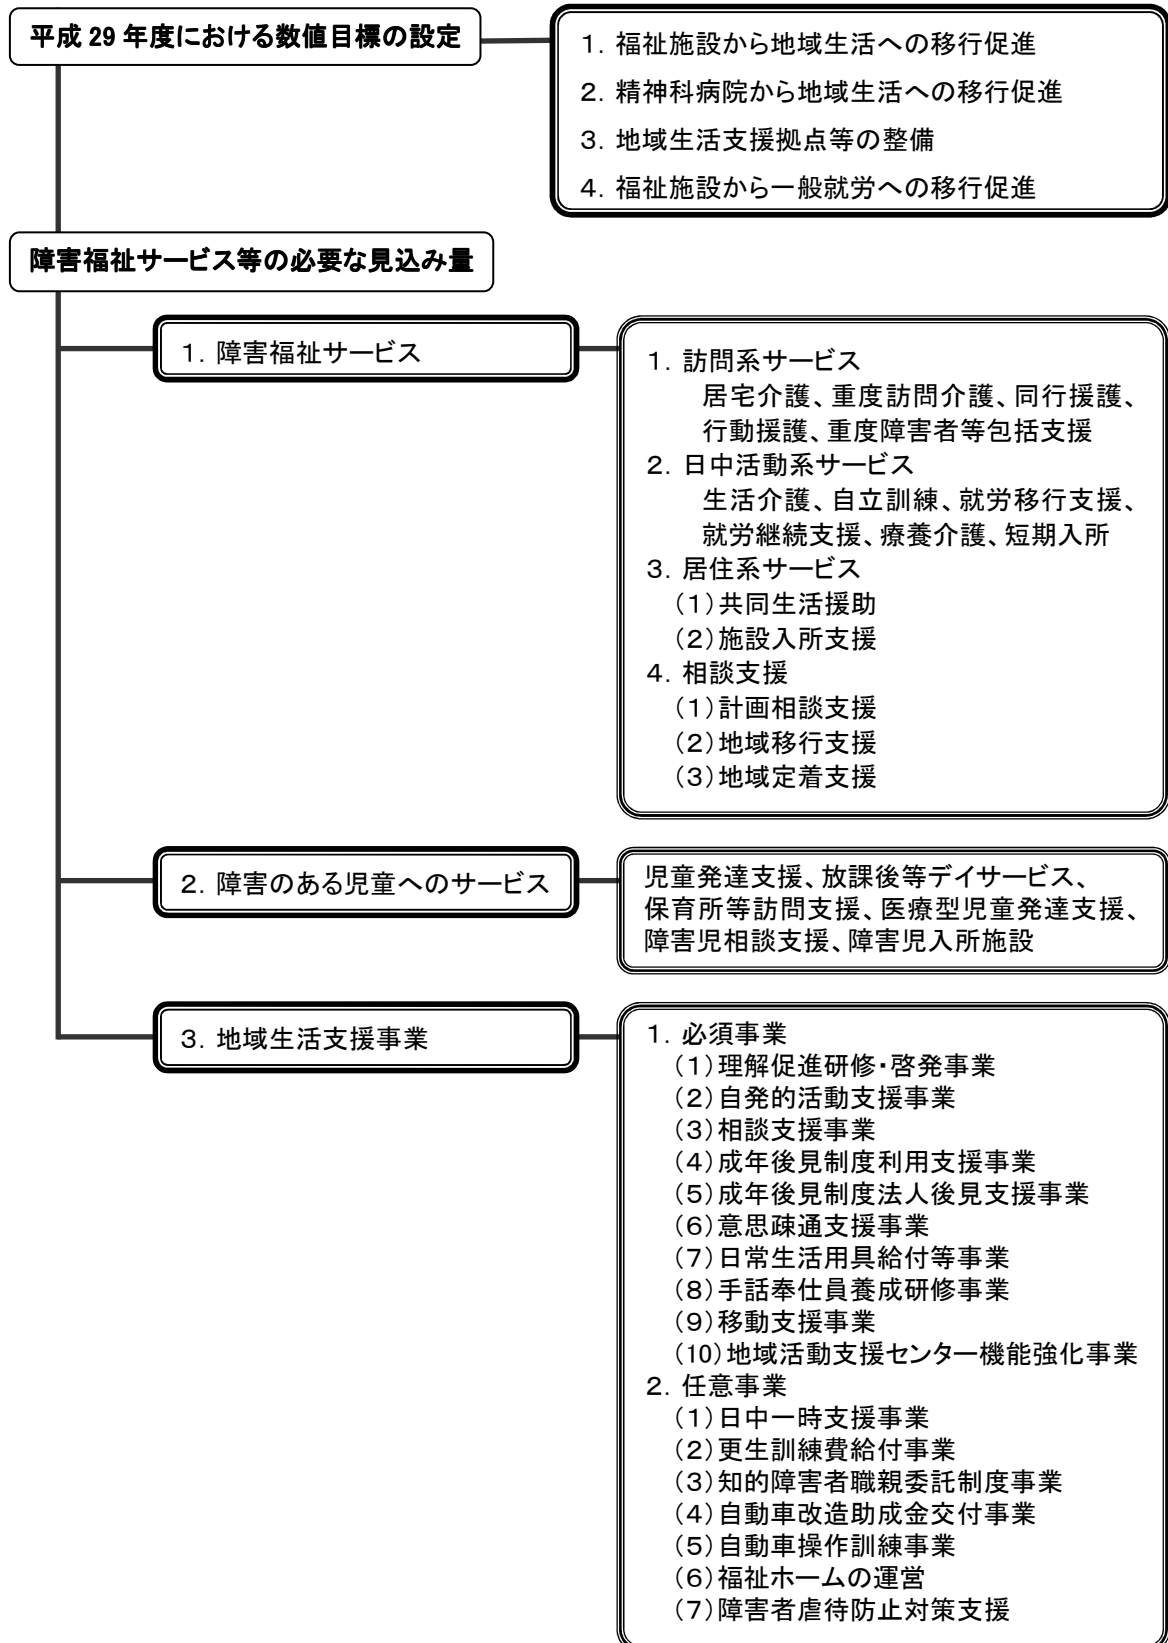 平成 29 年度における数値目標の設定
1．福祉施設から地域生活への移行促進
2．精神科病院から地域生活への移行促進
3．地域生活支援拠点等の整備
4．福祉施設から一般就労への移行促進
障害福祉サービス等の必要な見込み量
1．障害福祉サービス
1．訪問系サービス
居宅介護、重度訪問介護、同行援護、
行動援護、重度障害者等包括支援
2．日中活動系サービス
生活介護、自立訓練、就労移行支援、
就労継続支援、療養介護、短期入所
3．居住系サービス
（1）共同生活援助
（2）施設入所支援
4．相談支援
（1）計画相談支援
（2）地域移行支援
（3）地域定着支援
2．障害のある児童へのサービス
児童発達支援、放課後等デイサービス、
保育所等訪問支援、医療型児童発達支援、
障害児相談支援、障害児入所施設
3．地域生活支援事業
1．必須事業
（1）理解促進研修・啓発事業
（2）自発的活動支援事業
（3）相談支援事業
（4）成年後見制度利用支援事業
（5）成年後見制度法人後見支援事業
（6）意思疎通支援事業
（7）日常生活用具給付等事業
（8）手話奉仕員養成研修事業
（9）移動支援事業
（10）地域活動支援センター機能強化事業
2．任意事業
（1）日中一時支援事業
（2）更生訓練費給付事業
（3）知的障害者職親委託制度事業
（4）自動車改造助成金交付事業
（5）自動車操作訓練事業
（6）福祉ホームの運営
（7）障害者虐待防止対策支援